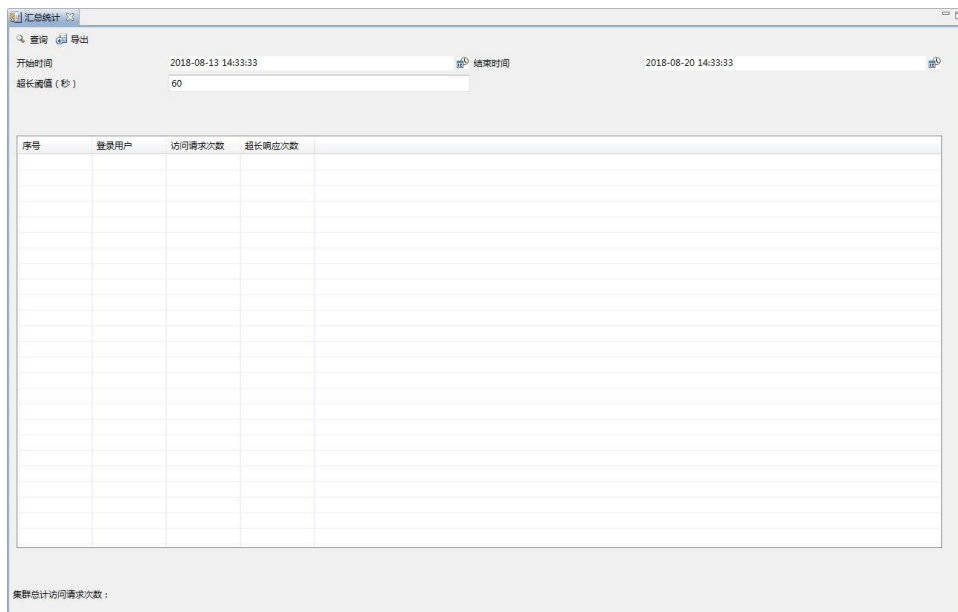 汇总统计
查询 导出
开始时间 2018-08-13 14:33:33 结束时间 2018-08-20 14:33:33
超长阈值（秒） 60
序号 登录用户 访问请求次数 超长响应次数
集群总计访问请求次数：